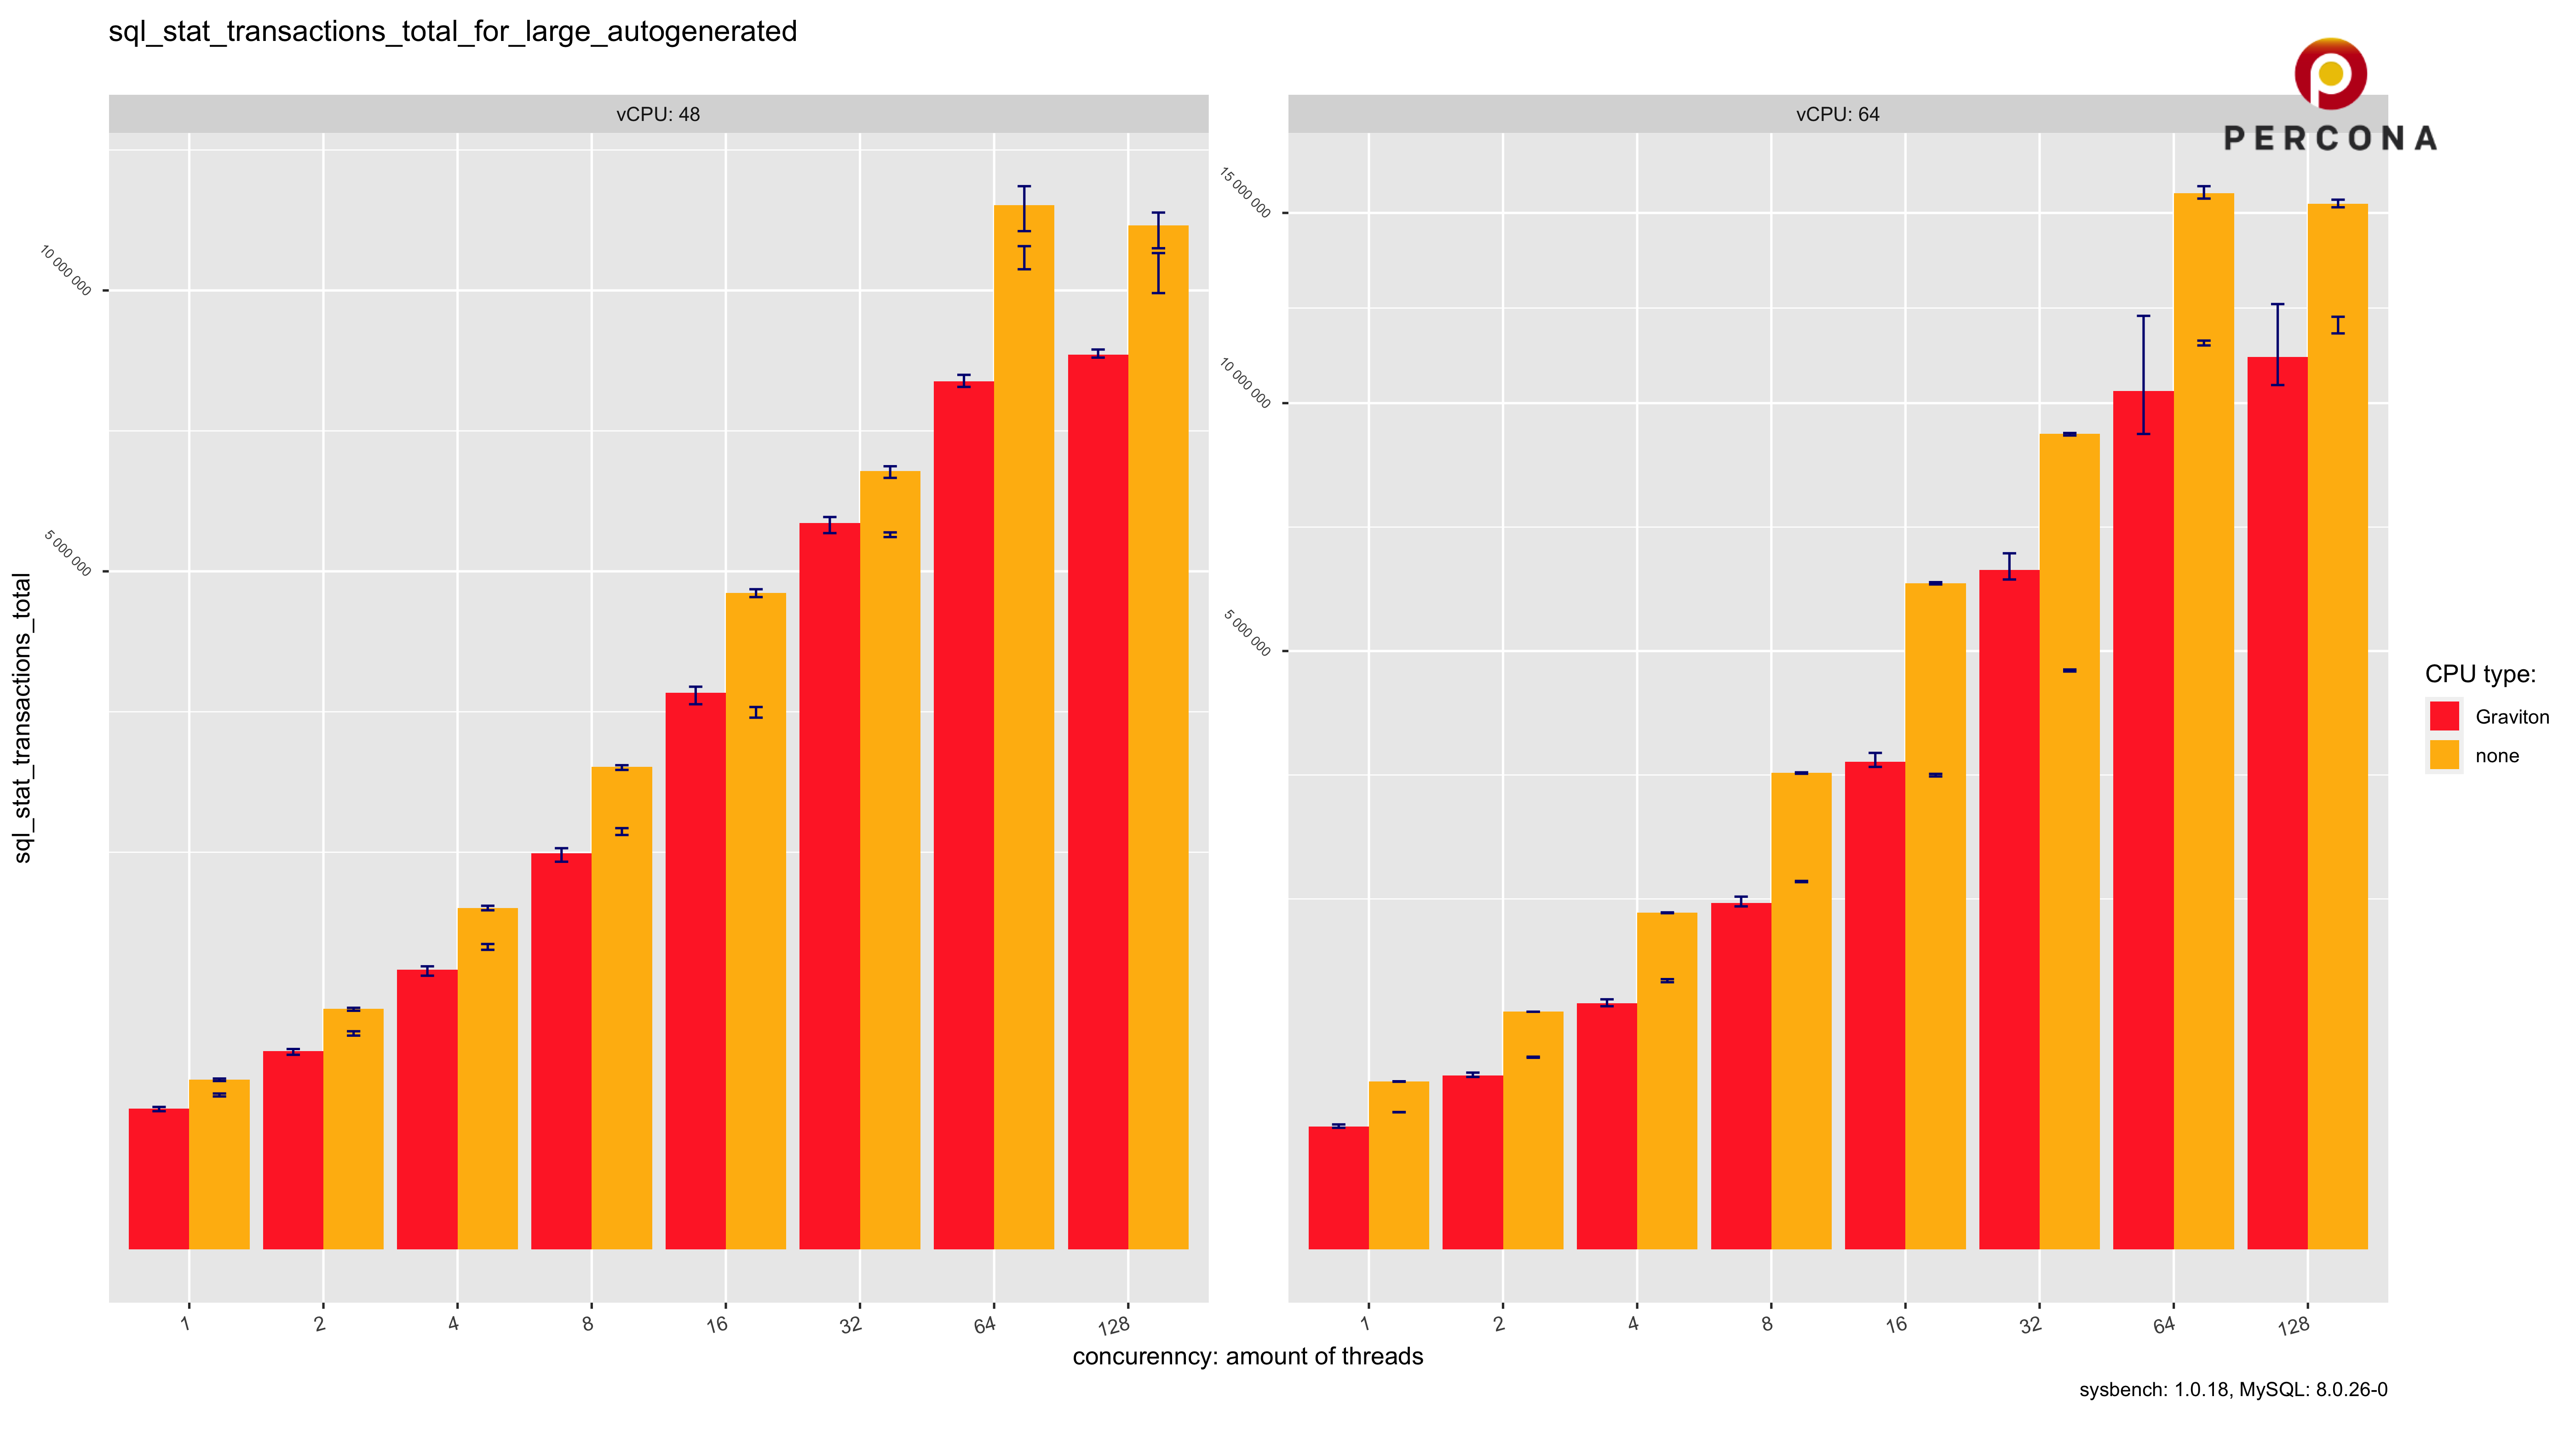 sql_stat_transactions_total_for_large_autogenerated
PERCONA
vCPU: 48
vCPU: 64
sql_stat_transactions_total
10 000 000
5 000 000
15 000 000
10 000 000
5 000 000
1 2 4 8 16 32 64 128
1 2 4 8 16 32 64 128
concurenncy: amount of threads
CPU type:
Graviton
none
sysbench: 1.0.18, MySQL: 8.0.26-0